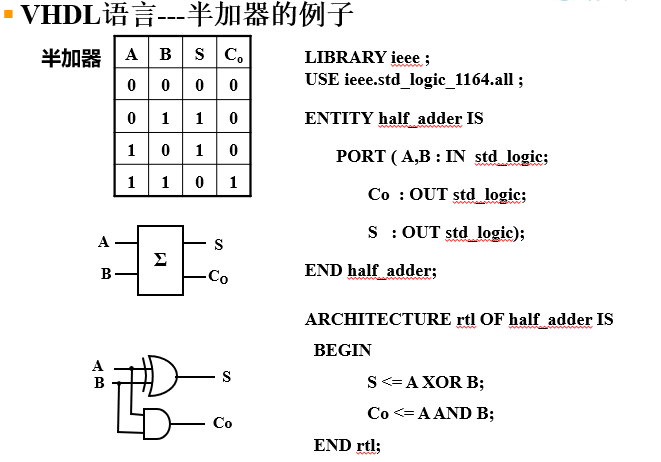 VHDL语言---半加器的例子
半加器
A B S Co
0 0 0 0
0 1 1 0
1 0 1 0
1 1 0 1
A
B
Σ
S
Co
A
B
S
Co
LIBRARY ieee ;
USE ieee.std_logic_1164.all ;
ENTITY half_adder IS
PORT ( A,B : IN std_logic;
Co : OUT std_logic;
S : OUT std_logic);
END half_adder;
ARCHITECTURE rtl OF half_adder IS
BEGIN
S <= A XOR B;
Co <= A AND B;
END rtl;